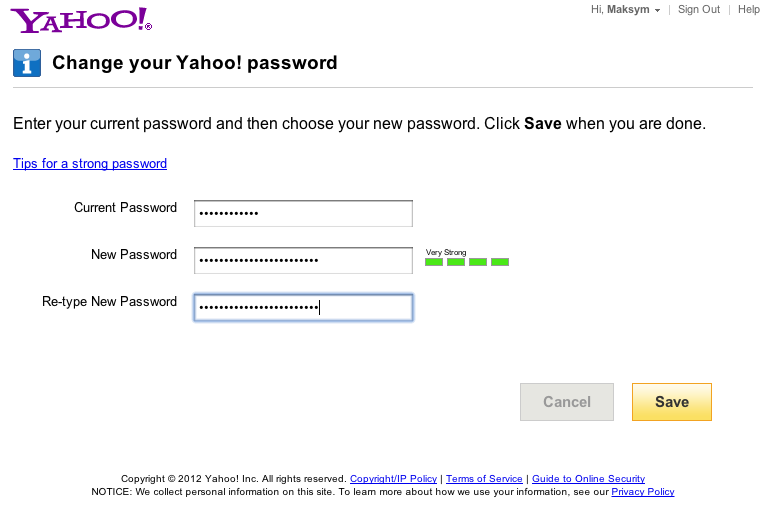 YAHOO!®
Hi, Maksym | Sign Out | Help
Change your Yahoo! password
Enter your current password and then choose your new password. Click Save when you are done.
Tips for a strong password
Current Password ••••••••••••
New Password ••••••••••••••••••••••••
Very Strong
Re-type New Password ••••••••••••••••••••••••
Cancel
Save
Copyright © 2012 Yahoo! Inc. All rights reserved. Copyright/IP Policy | Terms of Service | Guide to Online Security
NOTICE: We collect personal information on this site. To learn more about how we use your information, see our Privacy Policy